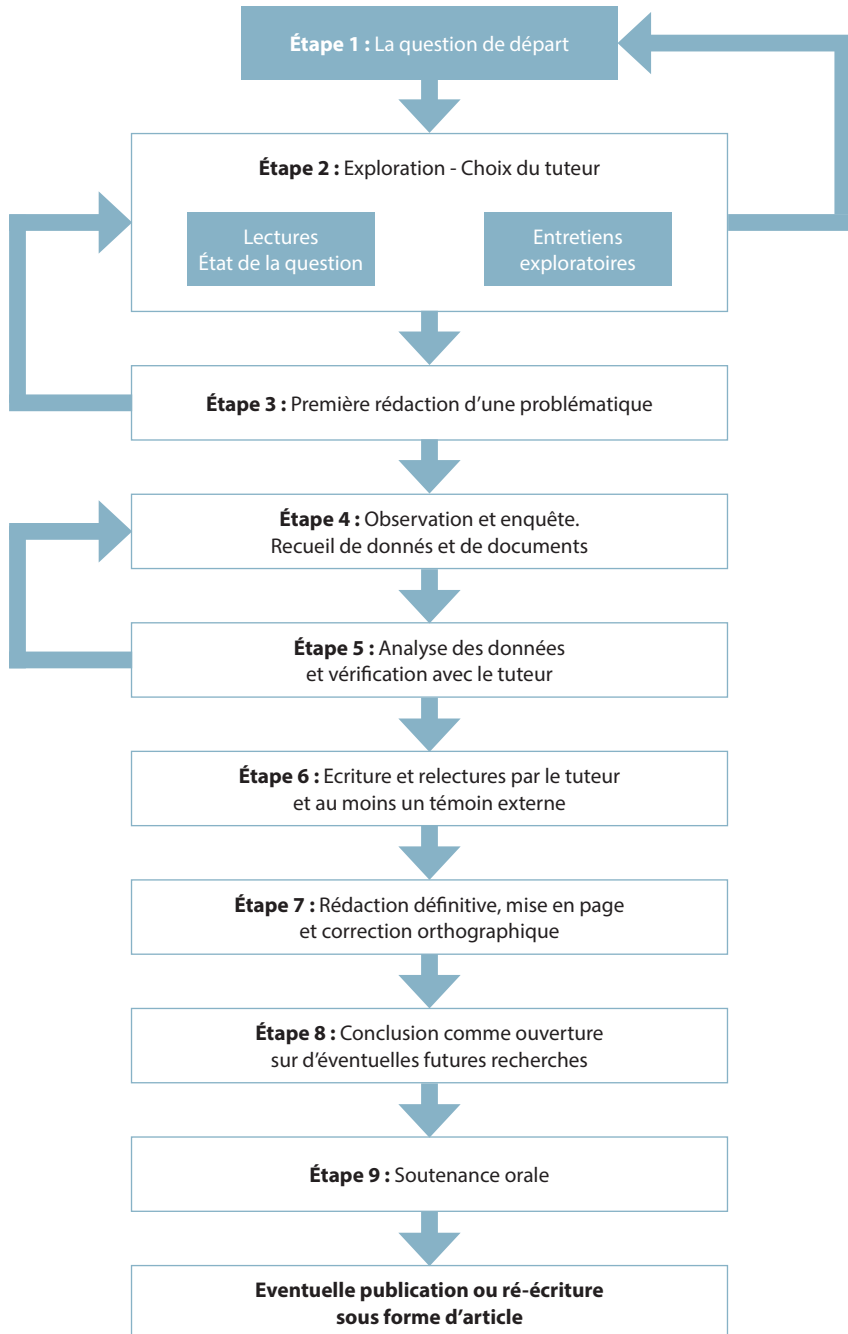 Étape 1 : La question de départ
Étape 2 : Exploration - Choix du tuteur
Lectures
État de la question
Entretiens
exploratoires
Étape 3 : Première rédaction d’une problématique
Étape 4 : Observation et enquête.
Recueil de donnés et de documents
Étape 5 : Analyse des données
et vérification avec le tuteur
Étape 6 : Ecriture et relectures par le tuteur
et au moins un témoin externe
Étape 7 : Rédaction définitive, mise en page
et correction orthographique
Étape 8 : Conclusion comme ouverture
sur d’éventuelles futures recherches
Étape 9 : Soutenance orale
Eventuelle publication ou ré-écriture
sous forme d’article